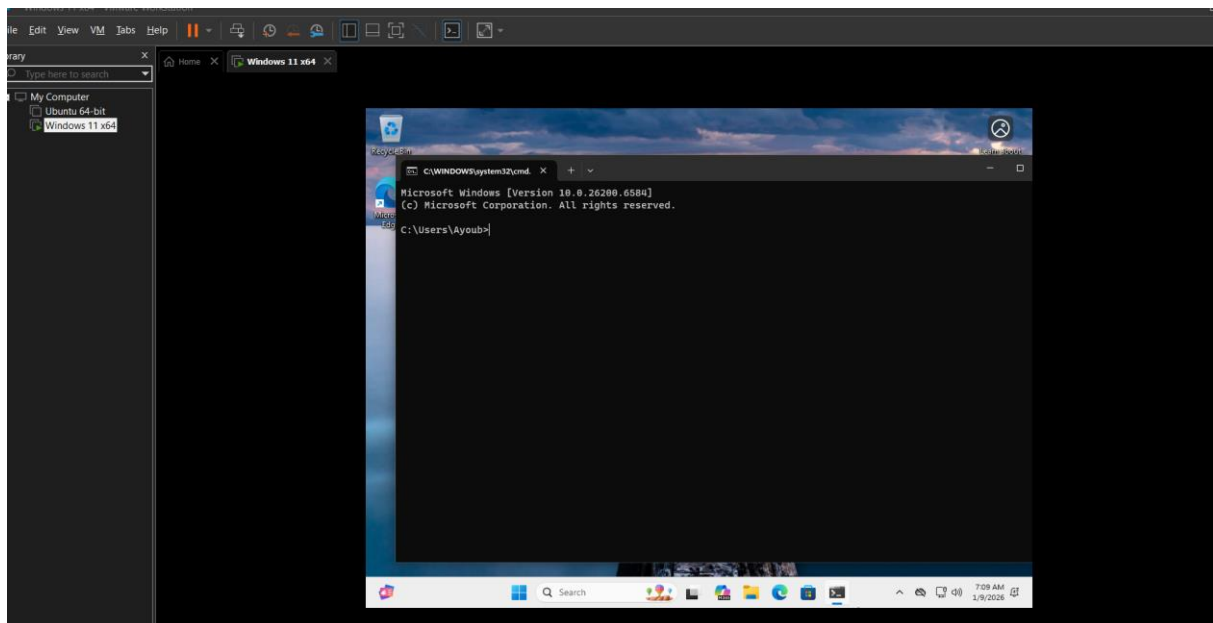 File Edit View VM Tabs Help
Type here to search
Home
Windows 11 x64
My Computer
Ubuntu 64-bit
Windows 11 x64
Recycle Bin
C:\WINDOWS\system32\cmd.
Microsoft Windows [Version 10.0.26200.6584]
(c) Microsoft Corporation. All rights reserved.
C:\Users\Ayoub>
Edge
Search
7:09 AM
1/9/2026